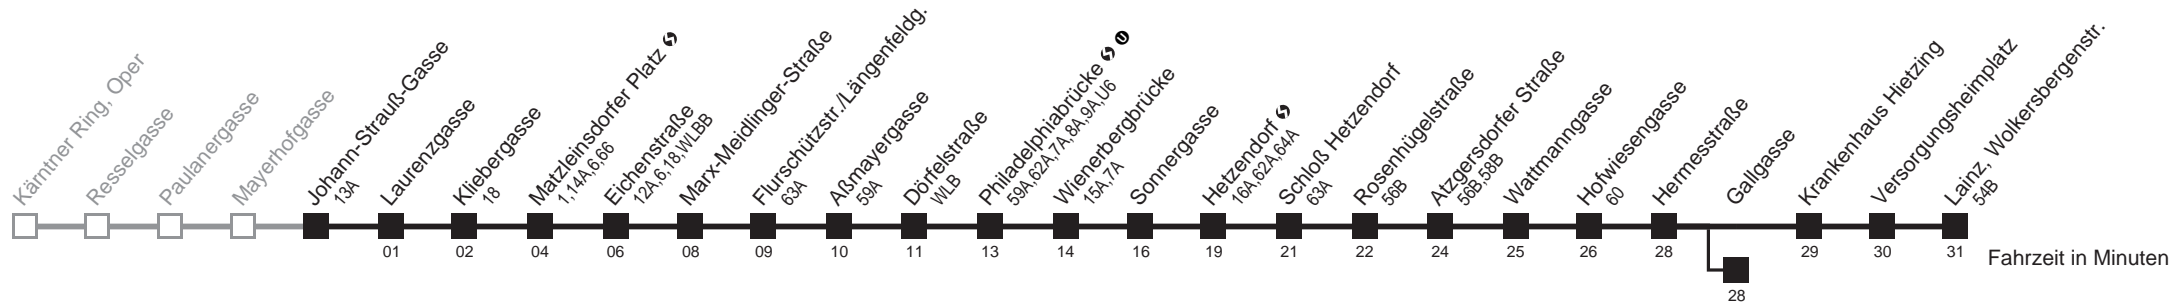 Kärntner Ring, Oper
Resselgasse
Paulanergasse
Mayerhofgasse
Johann-Strauß-Gasse
13A
Laurenzgasse
Kliebergasse
18
Matzleinsdorfer Platz
1,14A,6,66
Eichenstraße
12A,6,18,WLBB
Marx-Meidlinger-Straße
Flurschützstr./Längenfeldg.
63A
Aßmayergasse
59A
Dörfelstraße
WLB
Philadelphiabrücke U
59A,62A,7A,8A,9A,U6
Wienerbergbrücke
15A,7A
Sonnergasse
Hetzendorf
16A,62A,64A
Schloß Hetzendorf
63A
Rosenhügelstraße
56B
Atzgersdorfer Straße
56B,58B
Wattmanngasse
Hofwiesengasse
60
Hermesstraße
Gallgasse
Krankenhaus Hietzing
Versorgungsheimplatz
Lainz, Wolkersbergenstr.
54B
01 02 04 06 08 09 10 11 13 14 16 19 21 22 24 25 26 28 29 30 31
Fahrzeit in Minuten
28